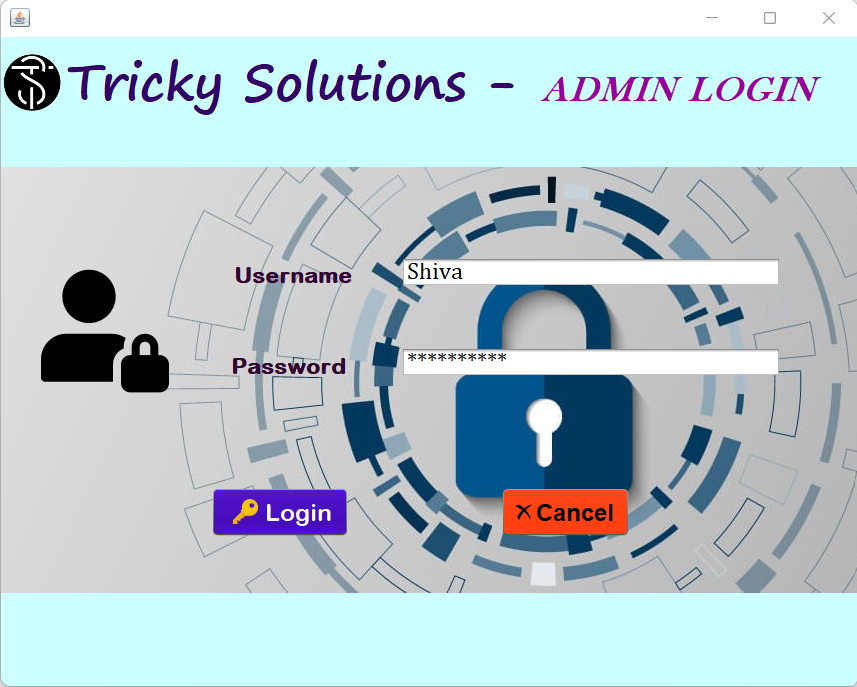 Tricky Solutions - ADMIN LOGIN
Username Shiva
Password **********
Login Cancel